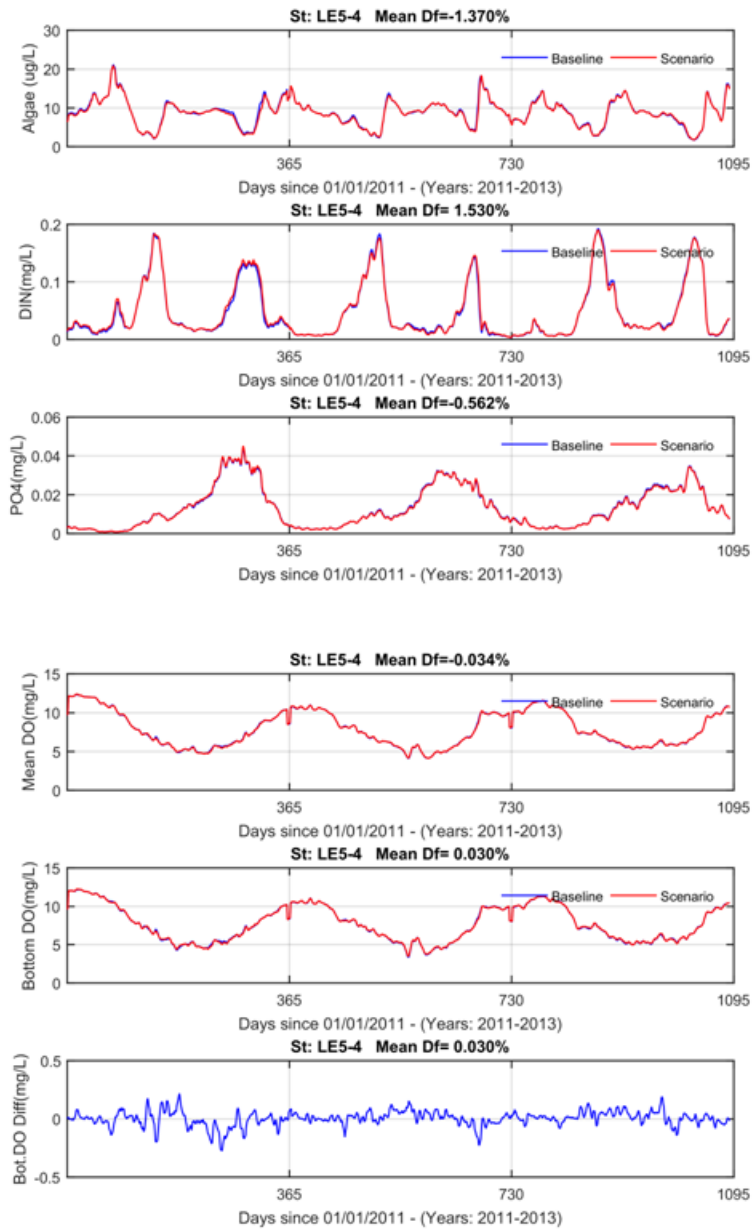 St: LE5-4 Mean Df=-1.370%
30
20
10
0
Algae (ug/L)
Baseline
Scenario
365 730 1095
Days since 01/01/2011 - (Years: 2011-2013)
St: LE5-4 Mean Df= 1.530%
0.2
0.1
0
DIN(mg/L)
Baseline
Scenario
365 730 1095
Days since 01/01/2011 - (Years: 2011-2013)
St: LE5-4 Mean Df=-0.562%
0.06
0.04
0.02
0
PO4(mg/L)
Baseline
Scenario
365 730 1095
Days since 01/01/2011 - (Years: 2011-2013)
St: LE5-4 Mean Df=-0.034%
15
10
5
0
Mean DO(mg/L)
Baseline
Scenario
365 730 1095
Days since 01/01/2011 - (Years: 2011-2013)
St: LE5-4 Mean Df= 0.030%
15
10
5
0
Bottom DO(mg/L)
Baseline
Scenario
365 730 1095
Days since 01/01/2011 - (Years: 2011-2013)
St: LE5-4 Mean Df= 0.030%
0.5
0
-0.5
Bot.DO Diff(mg/L)
365 730 1095
Days since 01/01/2011 - (Years: 2011-2013)